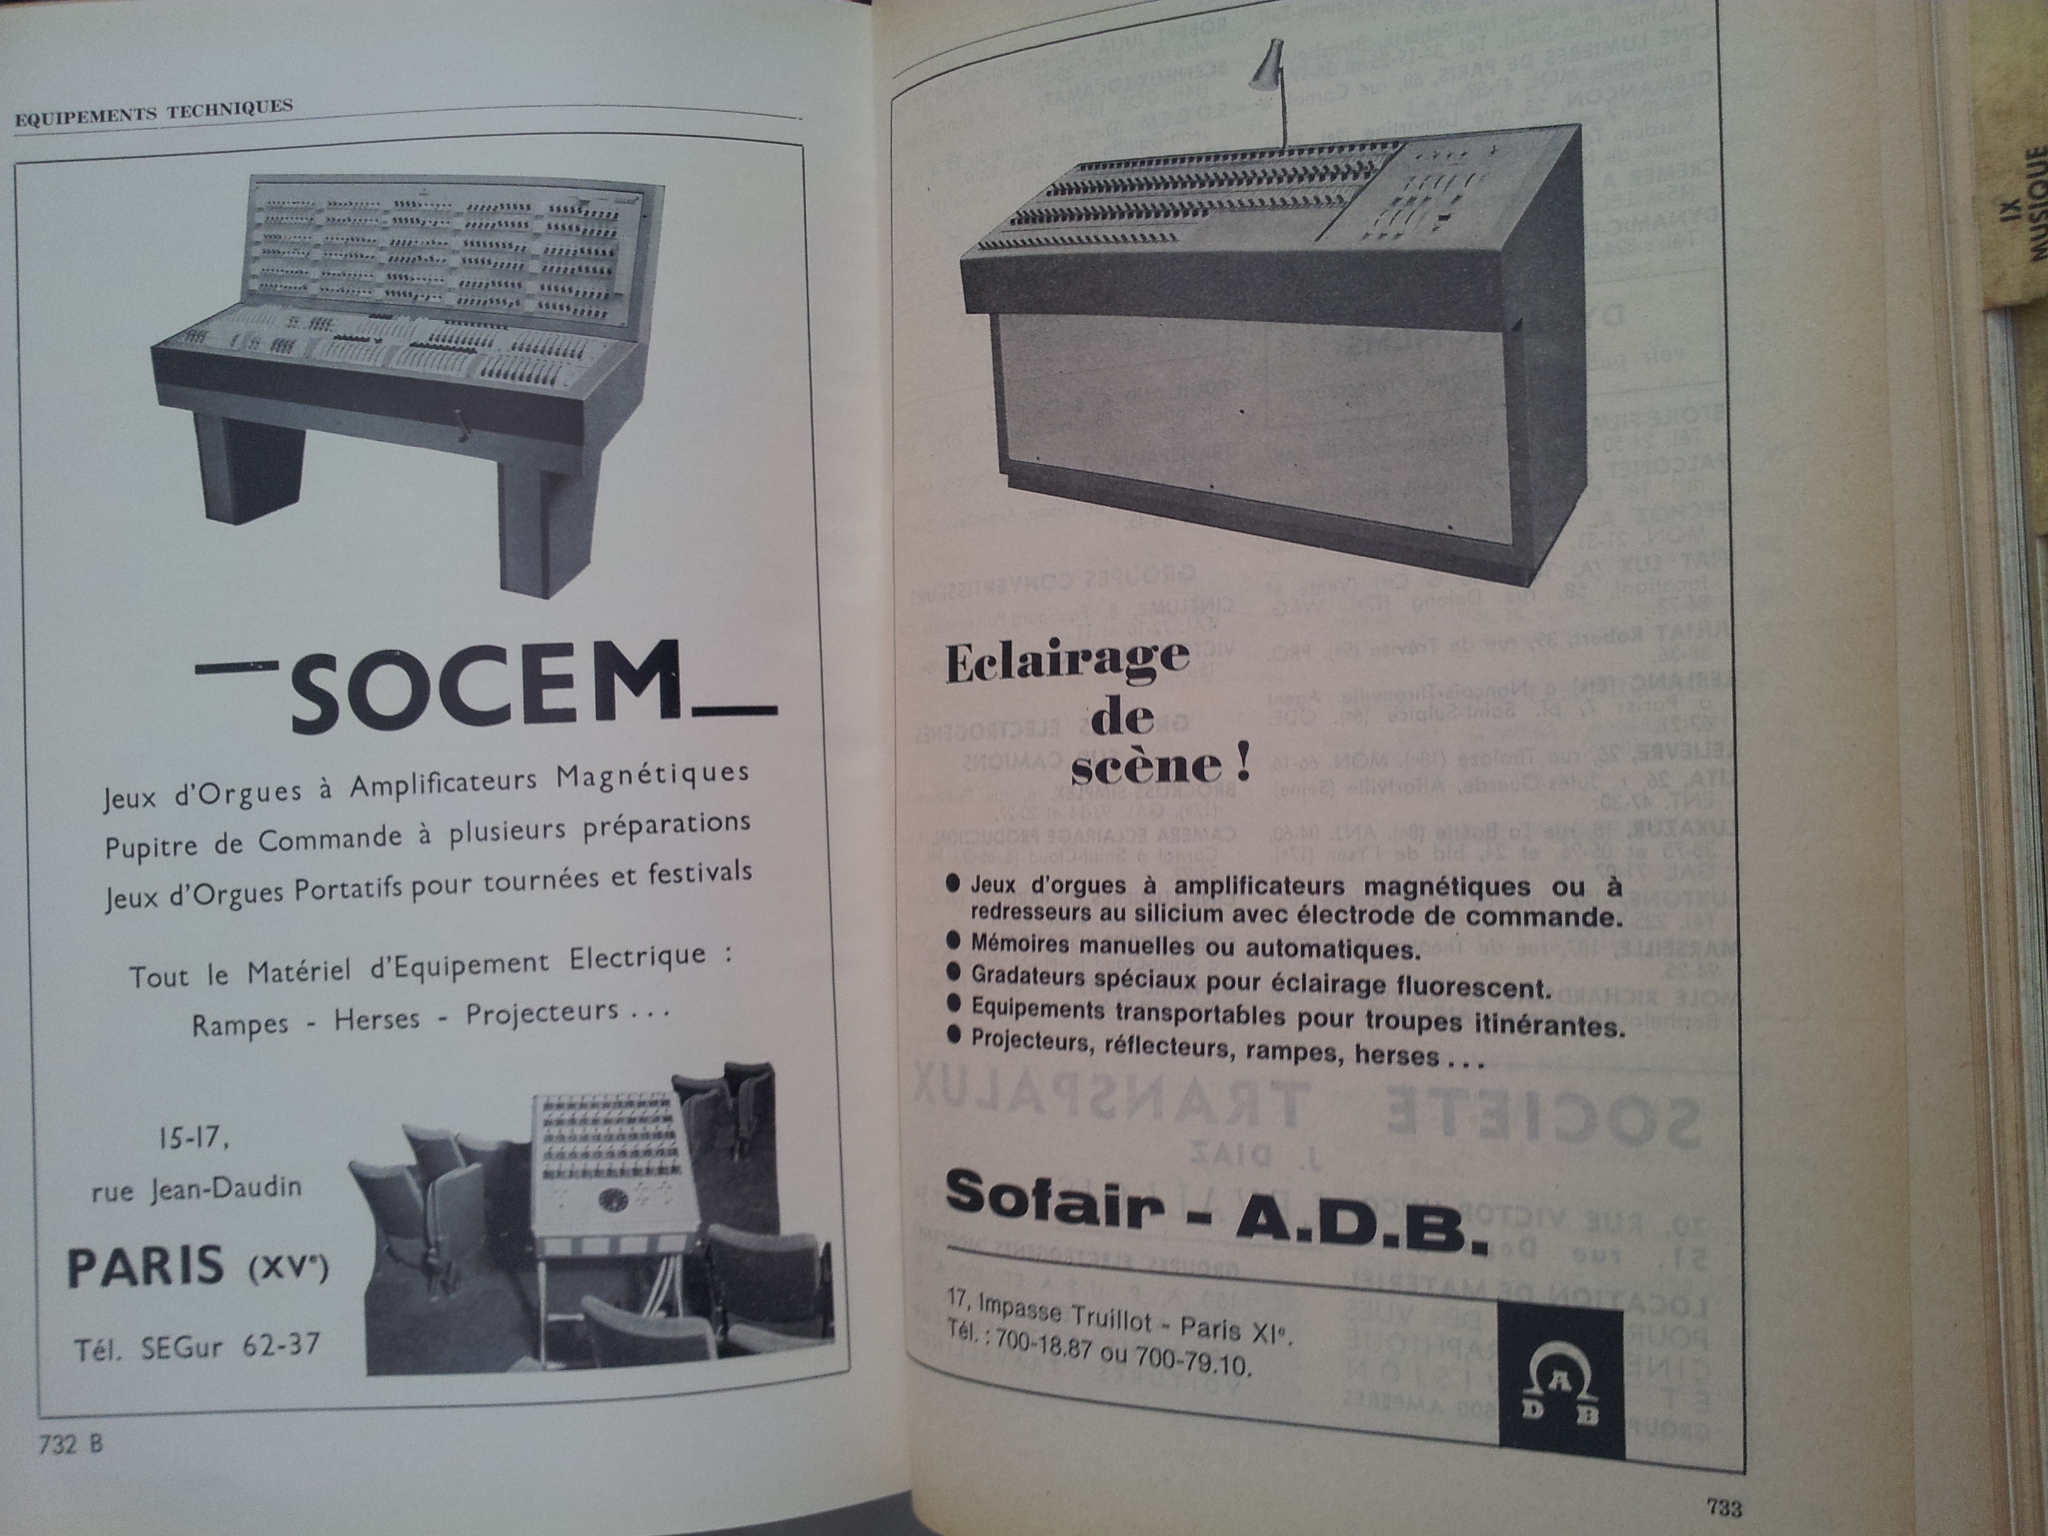 EQUIPEMENTS TECHNIQUES
SOCEM
Jeux d'Orgues à Amplificateurs Magnétiques
Pupitre de Commande à plusieurs préparations
Jeux d'Orgues Portatifs pour tournées et festivals
Tout le Matériel d'Equipement Electrique :
Rampes - Herses - Projecteurs . . .
15-17,
rue Jean-Daudin
PARIS (XVe)
Tél. SEGur 62-37
732 B
Eclairage
de
scène !
● Jeux d'orgues à amplificateurs magnétiques ou à
redresseurs au silicium avec électrode de commande.
● Mémoires manuelles ou automatiques.
● Gradateurs spéciaux pour éclairage fluorescent.
● Equipements transportables pour troupes itinérantes.
● Projecteurs, réflecteurs, rampes, herses . . .
Sofair - A.D.B.
17, Impasse Truillot - Paris XIe.
Tél. : 700-18.87 ou 700-79.10.
A
D B
733
IX
MUSIQUE